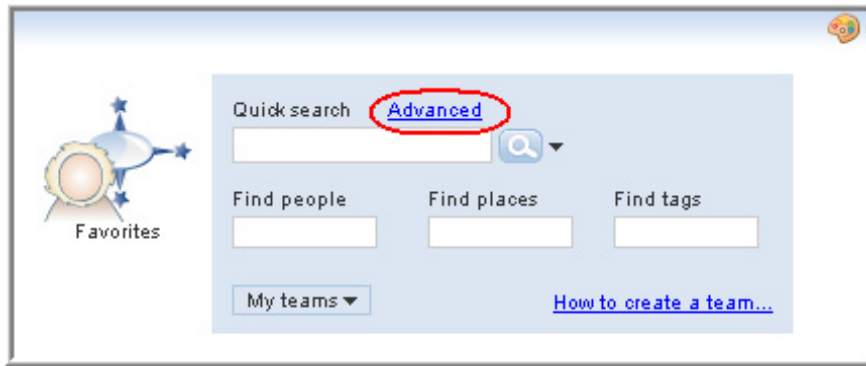 Quick search Advanced
Find people Find places Find tags
Favorites
My teams How to create a team...